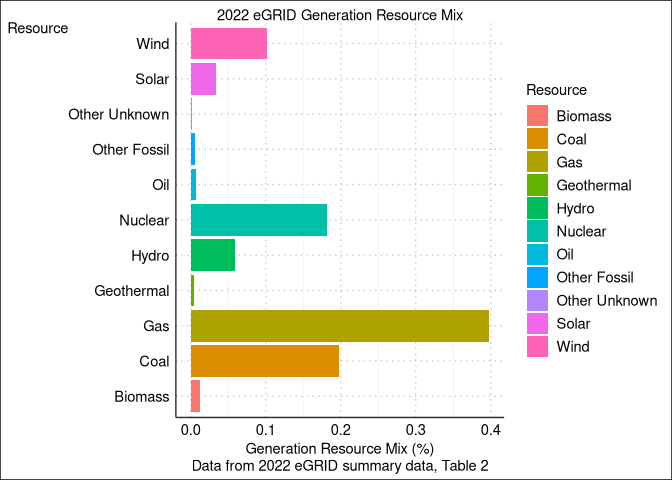 2022 eGRID Generation Resource Mix
Resource
Wind
Solar
Other Unknown
Other Fossil
Oil
Nuclear
Hydro
Geothermal
Gas
Coal
Biomass
0.0 0.1 0.2 0.3 0.4
Generation Resource Mix (%)
Data from 2022 eGRID summary data, Table 2
Resource
Biomass
Coal
Gas
Geothermal
Hydro
Nuclear
Oil
Other Fossil
Other Unknown
Solar
Wind